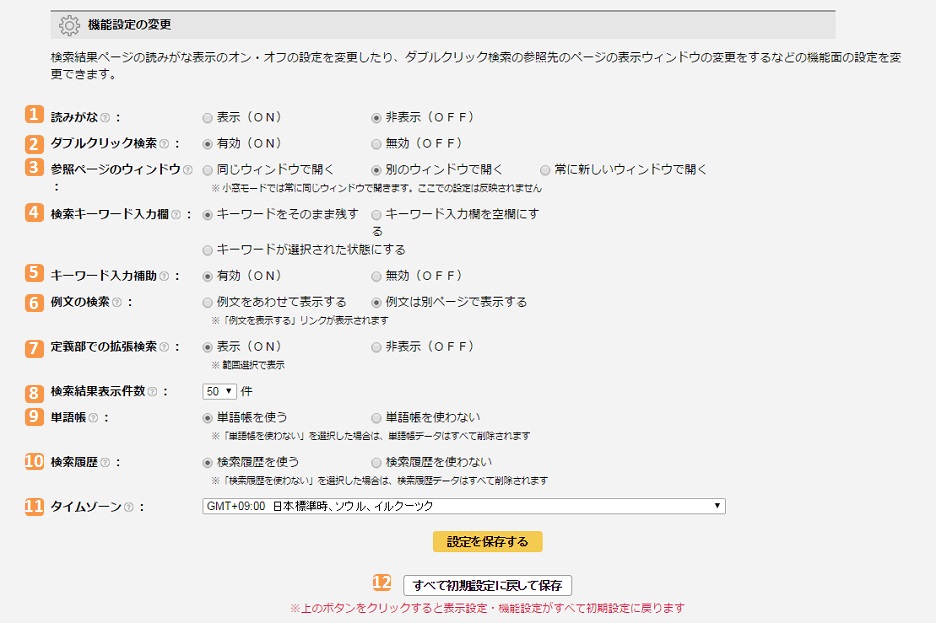 機能設定の変更
検索結果ページの読みがな表示のオン・オフの設定を変更したり、ダブルクリック検索の参照先のページの表示ウィンドウの変更をするなどの機能面の設定を変
更できます。
1 読みがな? : 表示（ＯＮ） 非表示（ＯＦＦ）
2 ダブルクリック検索? : 有効（ＯＮ） 無効（ＯＦＦ）
3 参照ページのウィンドウ? 同じウィンドウで開く 別のウィンドウで開く 常に新しいウィンドウで開く
: ※小窓モードでは常に同じウィンドウで開きます。ここでの設定は反映されません
4 検索キーワード入力欄? : キーワードをそのまま残す キーワード入力欄を空欄にす
る
キーワードが選択された状態にする
5 キーワード入力補助? : 有効（ＯＮ） 無効（ＯＦＦ）
6 例文の検索? : 例文をあわせて表示する 例文は別ページで表示する
※「例文を表示する」リンクが表示されます
7 定義部での拡張検索? : 表示（ＯＮ） 非表示（ＯＦＦ）
※範囲選択で表示
8 検索結果表示件数? : 50 ▼ 件
9 単語帳? : 単語帳を使う 単語帳を使わない
※「単語帳を使わない」を選択した場合は、単語帳データはすべて削除されます
10 検索履歴? : 検索履歴を使う 検索履歴を使わない
※「検索履歴を使わない」を選択した場合は、検索履歴データはすべて削除されます
11 タイムゾーン? : GMT+09:00 日本標準時、ソウル、イルクーツク ▼
設定を保存する
12 すべて初期設定に戻して保存
※上のボタンをクリックすると表示設定・機能設定がすべて初期設定に戻ります